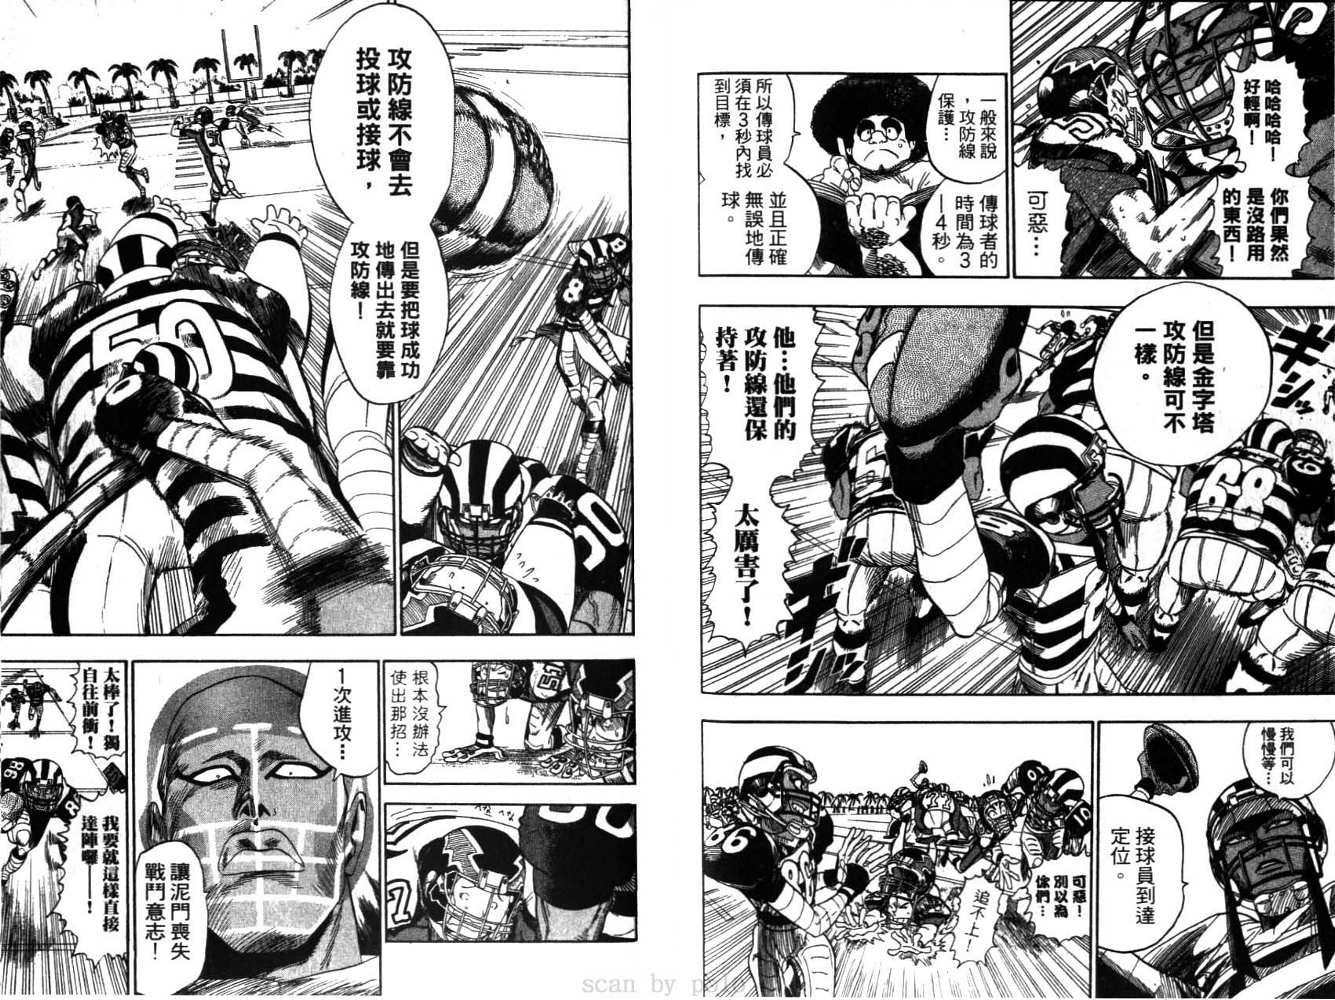 哈哈哈哈！
好輕啊！
你們果然
是沒路用
的東西！
可惡…
一般來說
，攻防線
保護…
傳球者的
時間為3
—4秒。
所以傳球員必
須在3秒內找
到目標，
並且正確
無誤地傳
球。
但是金字塔
攻防線可不
一樣。
他…他們的
攻防線還保
持著！
太厲害了！
我們可以
慢慢等…
接球員到達
定位。
可惡！
別以為
你們…
追不上！
攻防線不會去
投球或接球，
但是要把球成功
地傳出去就要靠
攻防線！
根本沒辦法
使出那招…
1次進攻…
讓泥門喪失
戰鬥意志！
太棒了！獨
自往前衝！
我要就這樣直接
達陣囉——！
50
68
69
86
10
98
scan by p